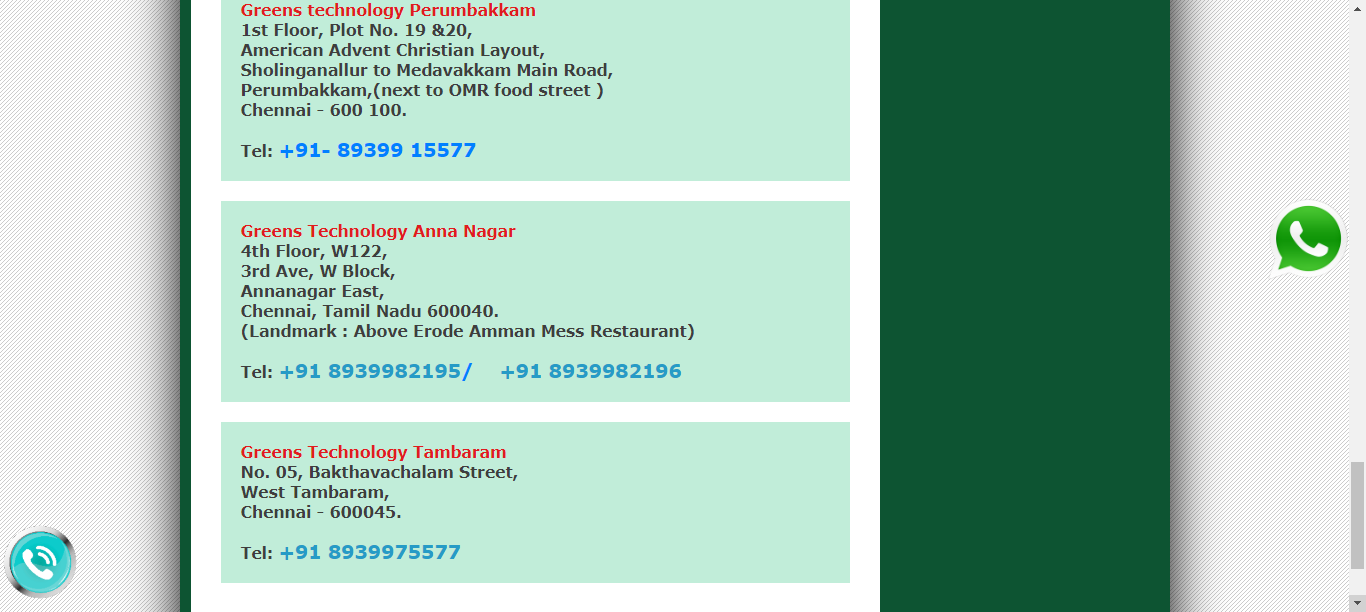 Greens technology Perumbakkam
1st Floor, Plot No. 19 &20,
American Advent Christian Layout,
Sholinganallur to Medavakkam Main Road,
Perumbakkam,(next to OMR food street )
Chennai - 600 100.
Tel: +91- 89399 15577
Greens Technology Anna Nagar
4th Floor, W122,
3rd Ave, W Block,
Annanagar East,
Chennai, Tamil Nadu 600040.
(Landmark : Above Erode Amman Mess Restaurant)
Tel: +91 8939982195/ +91 8939982196
Greens Technology Tambaram
No. 05, Bakthavachalam Street,
West Tambaram,
Chennai - 600045.
Tel: +91 8939975577